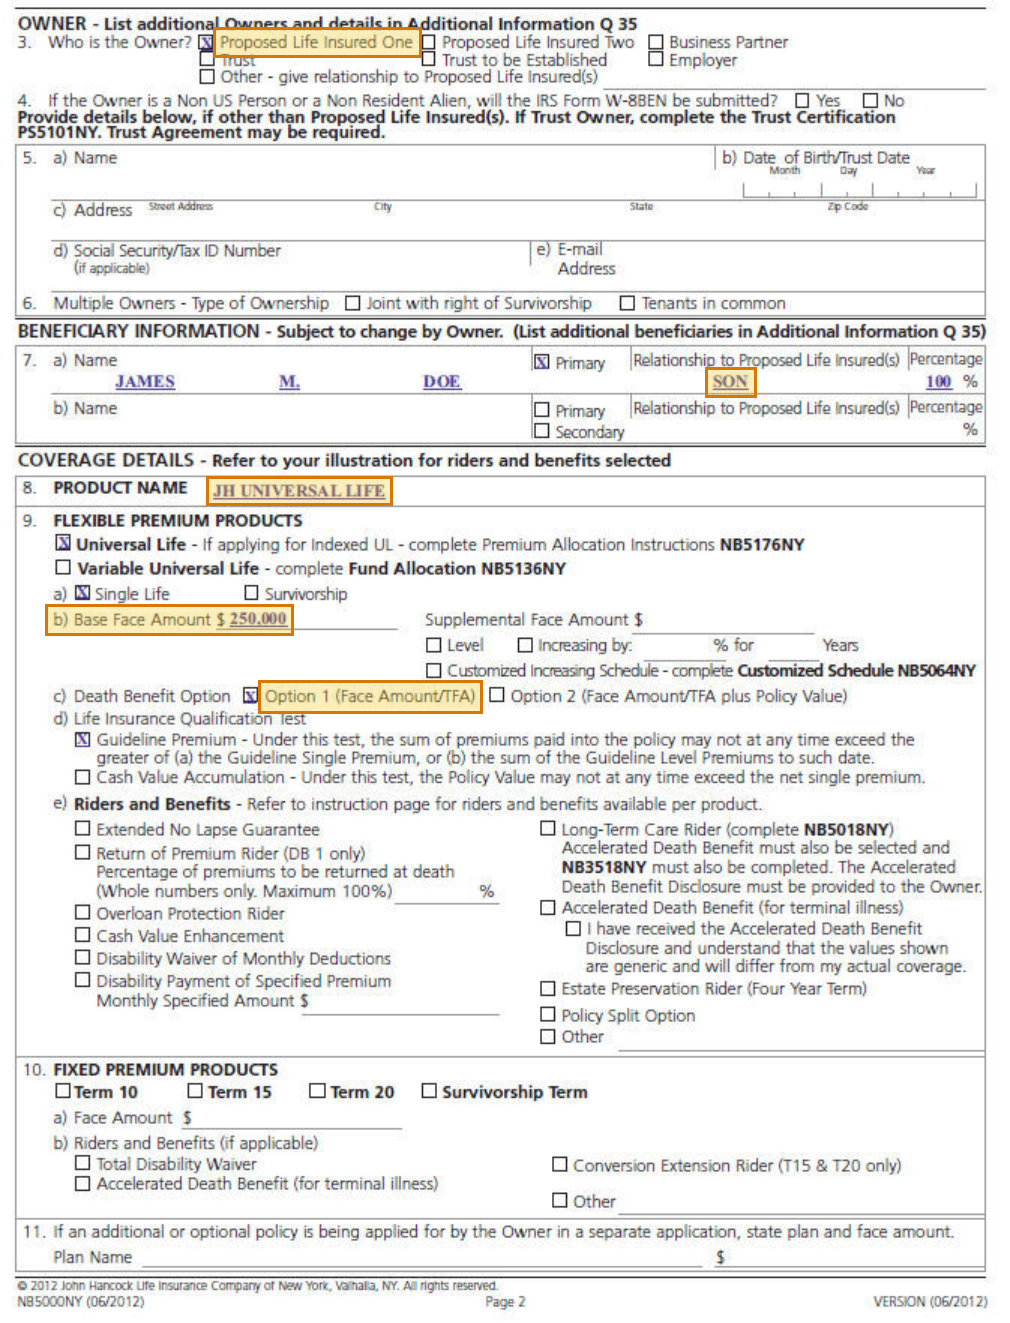 OWNER - List additional Owners and details in Additional Information Q 35
3. Who is the Owner? X Proposed Life Insured One Proposed Life Insured Two Business Partner
Trust Trust to be Established Employer
Other - give relationship to Proposed Life Insured(s)
4. If the Owner is a Non US Person or a Non Resident Alien, will the IRS Form W-8BEN be submitted? Yes No
Provide details below, if other than Proposed Life Insured(s). If Trust Owner, complete the Trust Certification
PS5101NY. Trust Agreement may be required.
5. a) Name b) Date of Birth/Trust Date
Month Day Year
c) Address Street Address City State Zip Code
d) Social Security/Tax ID Number e) E-mail
(if applicable) Address
6. Multiple Owners - Type of Ownership Joint with right of Survivorship Tenants in common
BENEFICIARY INFORMATION - Subject to change by Owner. (List additional beneficiaries in Additional Information Q 35)
7. a) Name X Primary Relationship to Proposed Life Insured(s) Percentage
JAMES M. DOE SON 100 %
b) Name Primary Relationship to Proposed Life Insured(s) Percentage
Secondary %
COVERAGE DETAILS - Refer to your illustration for riders and benefits selected
8. PRODUCT NAME JH UNIVERSAL LIFE
9. FLEXIBLE PREMIUM PRODUCTS
X Universal Life - If applying for Indexed UL - complete Premium Allocation Instructions NB5176NY
Variable Universal Life - complete Fund Allocation NB5136NY
a) X Single Life Survivorship
b) Base Face Amount $ 250,000 Supplemental Face Amount $
Level Increasing by: % for Years
Customized Increasing Schedule - complete Customized Schedule NB5064NY
c) Death Benefit Option X Option 1 (Face Amount/TFA) Option 2 (Face Amount/TFA plus Policy Value)
d) Life Insurance Qualification Test
X Guideline Premium - Under this test, the sum of premiums paid into the policy may not at any time exceed the
greater of (a) the Guideline Single Premium, or (b) the sum of the Guideline Level Premiums to such date.
Cash Value Accumulation - Under this test, the Policy Value may not at any time exceed the net single premium.
e) Riders and Benefits - Refer to instruction page for riders and benefits available per product.
Extended No Lapse Guarantee
Return of Premium Rider (DB 1 only)
Percentage of premiums to be returned at death
(Whole numbers only. Maximum 100%) %
Overloan Protection Rider
Cash Value Enhancement
Disability Waiver of Monthly Deductions
Disability Payment of Specified Premium
Monthly Specified Amount $
Long-Term Care Rider (complete NB5018NY)
Accelerated Death Benefit must also be selected and
NB3518NY must also be completed. The Accelerated
Death Benefit Disclosure must be provided to the Owner.
Accelerated Death Benefit (for terminal illness)
I have received the Accelerated Death Benefit
Disclosure and understand that the values shown
are generic and will differ from my actual coverage.
Estate Preservation Rider (Four Year Term)
Policy Split Option
Other
10. FIXED PREMIUM PRODUCTS
Term 10 Term 15 Term 20 Survivorship Term
a) Face Amount $
b) Riders and Benefits (if applicable)
Total Disability Waiver Conversion Extension Rider (T15 & T20 only)
Accelerated Death Benefit (for terminal illness)
Other
11. If an additional or optional policy is being applied for by the Owner in a separate application, state plan and face amount.
Plan Name $
© 2012 John Hancock Life Insurance Company of New York, Valhalla, NY. All rights reserved.
NB5000NY (06/2012) Page 2 VERSION (06/2012)